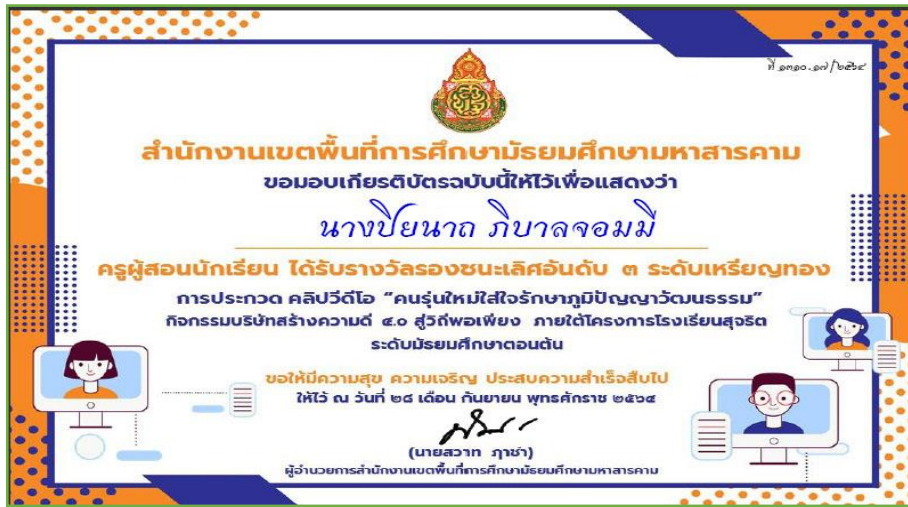 ที่ ๑๓๑๐.๑๗/๒๕๖๔
สำนักงานเขตพื้นที่การศึกษามัธยมศึกษามหาสารคาม
ขอมอบเกียรติบัตรฉบับนี้ให้ไว้เพื่อแสดงว่า
นางปิยนาถ ภิบาลจอมมี
ครูผู้สอนนักเรียน ได้รับรางวัลรองชนะเลิศอันดับ ๓ ระดับเหรียญทอง
การประกวด คลิปวีดีโอ “คนรุ่นใหม่ใส่ใจรักษาภูมิปัญญาวัฒนธรรม”
กิจกรรมบริษัทสร้างความดี ๔.๐ สู่วิถีพอเพียง ภายใต้โครงการโรงเรียนสุจริต
ระดับมัธยมศึกษาตอนต้น
ขอให้มีความสุข ความเจริญ ประสบความสำเร็จสืบไป
ให้ไว้ ณ วันที่ ๒๘ เดือน กันยายน พุทธศักราช ๒๕๖๔
(นายสวาท ฦาชา)
ผู้อำนวยการสำนักงานเขตพื้นที่การศึกษามัธยมศึกษามหาสารคาม